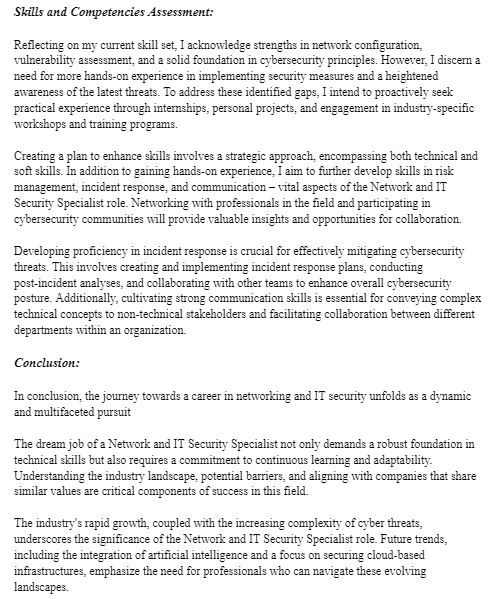 Skills and Competencies Assessment:
Reflecting on my current skill set, I acknowledge strengths in network configuration,
vulnerability assessment, and a solid foundation in cybersecurity principles. However, I discern a
need for more hands-on experience in implementing security measures and a heightened
awareness of the latest threats. To address these identified gaps, I intend to proactively seek
practical experience through internships, personal projects, and engagement in industry-specific
workshops and training programs.
Creating a plan to enhance skills involves a strategic approach, encompassing both technical and
soft skills. In addition to gaining hands-on experience, I aim to further develop skills in risk
management, incident response, and communication – vital aspects of the Network and IT
Security Specialist role. Networking with professionals in the field and participating in
cybersecurity communities will provide valuable insights and opportunities for collaboration.
Developing proficiency in incident response is crucial for effectively mitigating cybersecurity
threats. This involves creating and implementing incident response plans, conducting
post-incident analyses, and collaborating with other teams to enhance overall cybersecurity
posture. Additionally, cultivating strong communication skills is essential for conveying complex
technical concepts to non-technical stakeholders and facilitating collaboration between different
departments within an organization.
Conclusion:
In conclusion, the journey towards a career in networking and IT security unfolds as a dynamic
and multifaceted pursuit
The dream job of a Network and IT Security Specialist not only demands a robust foundation in
technical skills but also requires a commitment to continuous learning and adaptability.
Understanding the industry landscape, potential barriers, and aligning with companies that share
similar values are critical components of success in this field.
The industry's rapid growth, coupled with the increasing complexity of cyber threats,
underscores the significance of the Network and IT Security Specialist role. Future trends,
including the integration of artificial intelligence and a focus on securing cloud-based
infrastructures, emphasize the need for professionals who can navigate these evolving
landscapes.